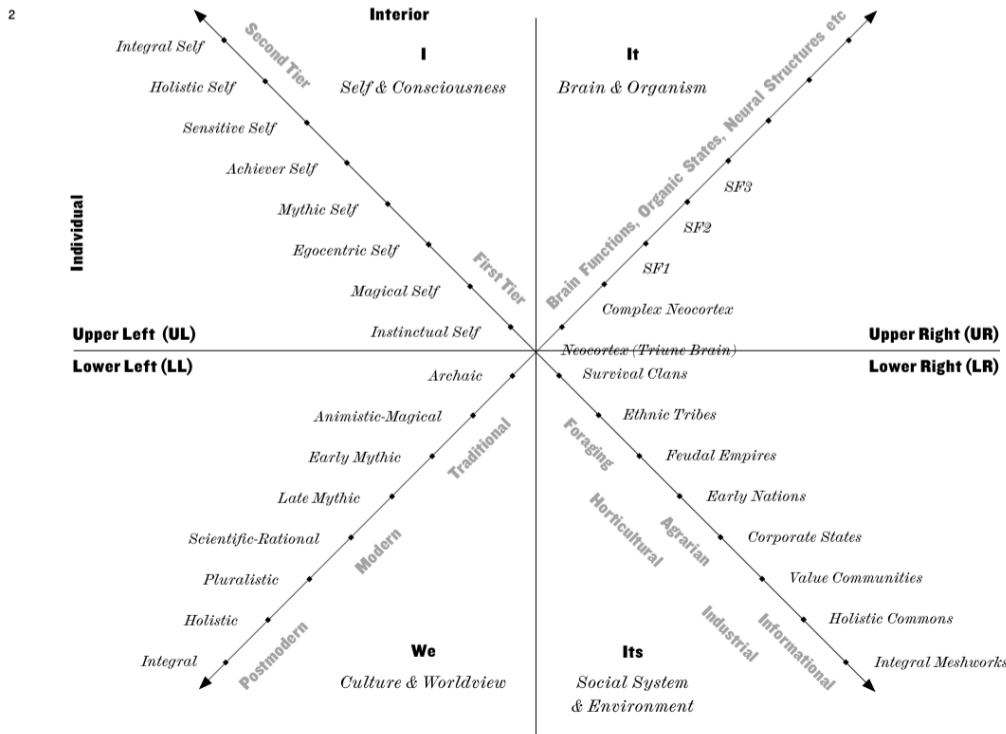 2
Interior
Individual
I
Self & Consciousness
Second Tier
First Tier
Integral Self
Holistic Self
Sensitive Self
Achiever Self
Mythic Self
Egocentric Self
Magical Self
Instinctual Self
Upper Left (UL)
It
Brain & Organism
Brain Functions, Organic States, Neural Structures etc
SF3
SF2
SF1
Complex Neocortex
Neocortex (Triune Brain)
Upper Right (UR)
Lower Left (LL)
Archaic
Animistic-Magical
Early Mythic
Late Mythic
Scientific-Rational
Pluralistic
Holistic
Integral
Traditional
Modern
Postmodern
We
Culture & Worldview
Lower Right (LR)
Survival Clans
Ethnic Tribes
Feudal Empires
Early Nations
Corporate States
Value Communities
Holistic Commons
Integral Meshworks
Foraging
Horticultural
Agrarian
Industrial
Informational
Its
Social System
& Environment